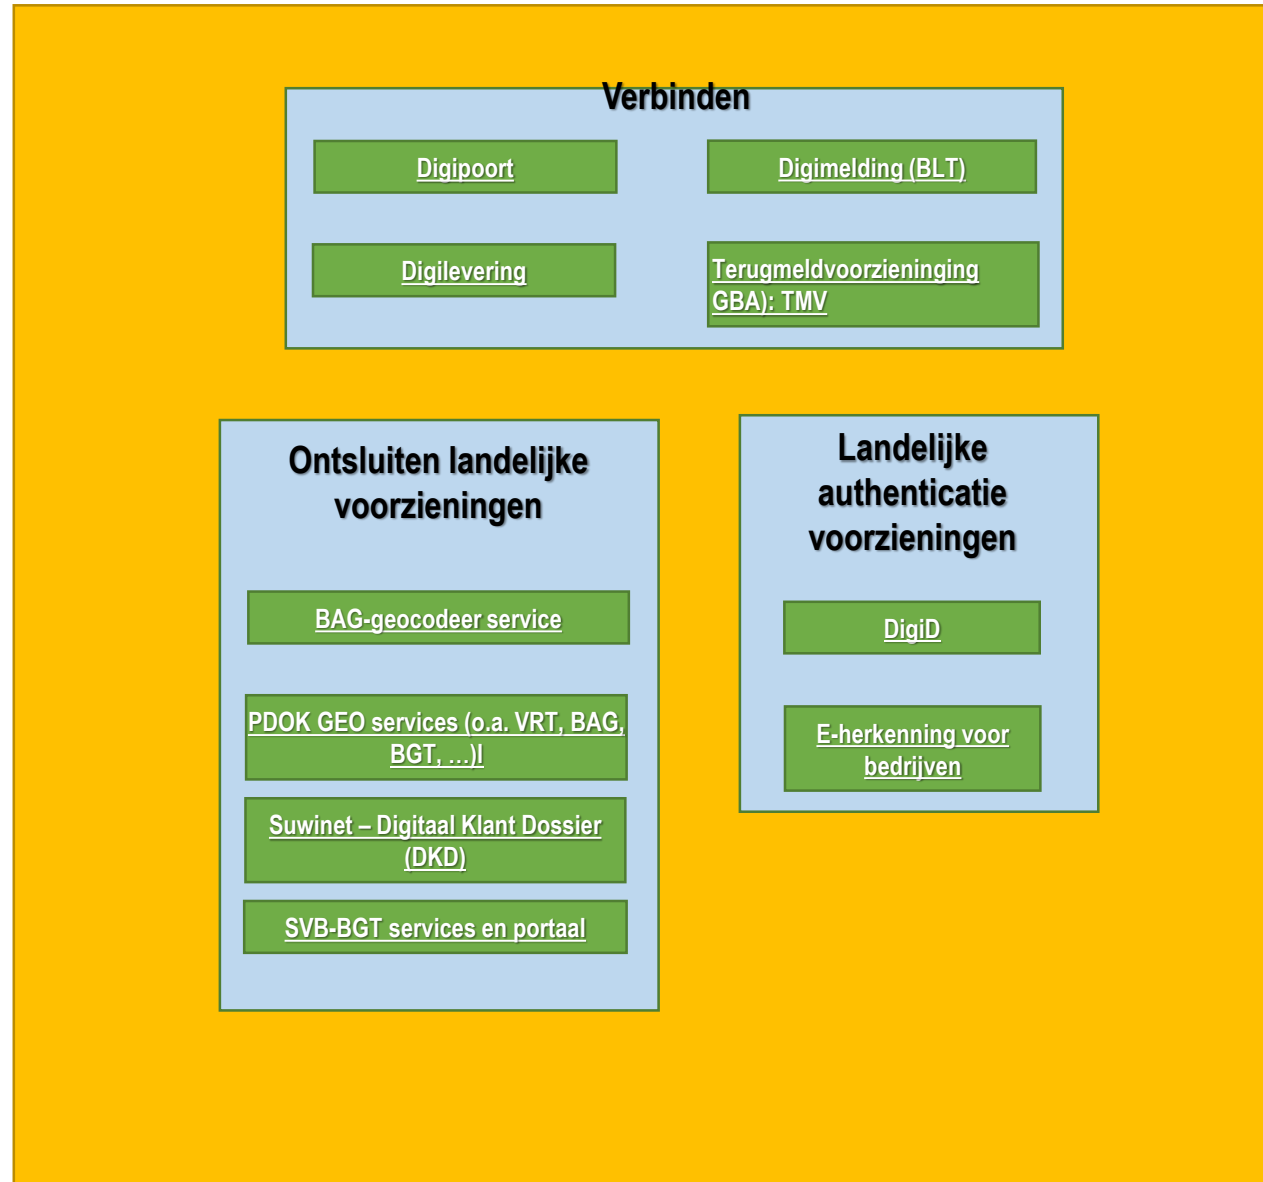 Verbinden
Digipoort
Digimelding (BLT)
Digilevering
Terugmeldvoorzieninging
GBA): TMV
Ontsluiten landelijke
voorzieningen
BAG-geocodeer service
PDOK GEO services (o.a. VRT, BAG,
BGT, …)l
Suwinet – Digitaal Klant Dossier
(DKD)
SVB-BGT services en portaal
Landelijke
authenticatie
voorzieningen
DigiD
E-herkenning voor
bedrijven